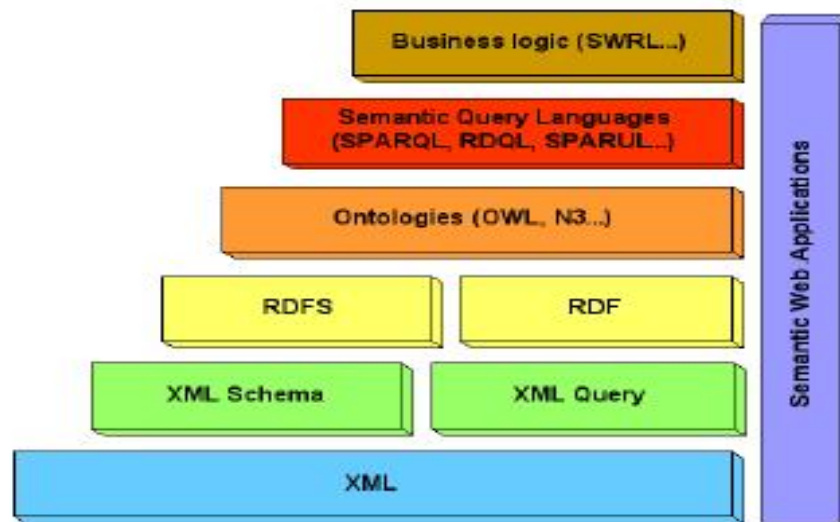 Business logic (SWRL...)
Semantic Query Languages
(SPARQL, RDQL, SPARUL...)
Ontologies (OWL, N3...)
RDFS
RDF
XML Schema
XML Query
XML
Semantic Web Applications